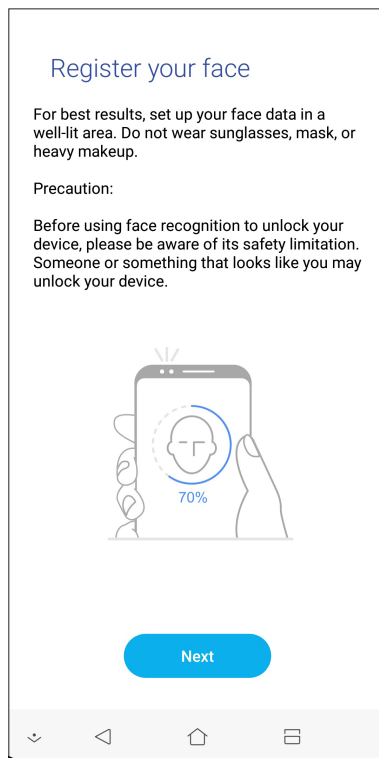 Register your face
For best results, set up your face data in a
well-lit area. Do not wear sunglasses, mask, or
heavy makeup.
Precaution:
Before using face recognition to unlock your
device, please be aware of its safety limitation.
Someone or something that looks like you may
unlock your device.
70%
Next